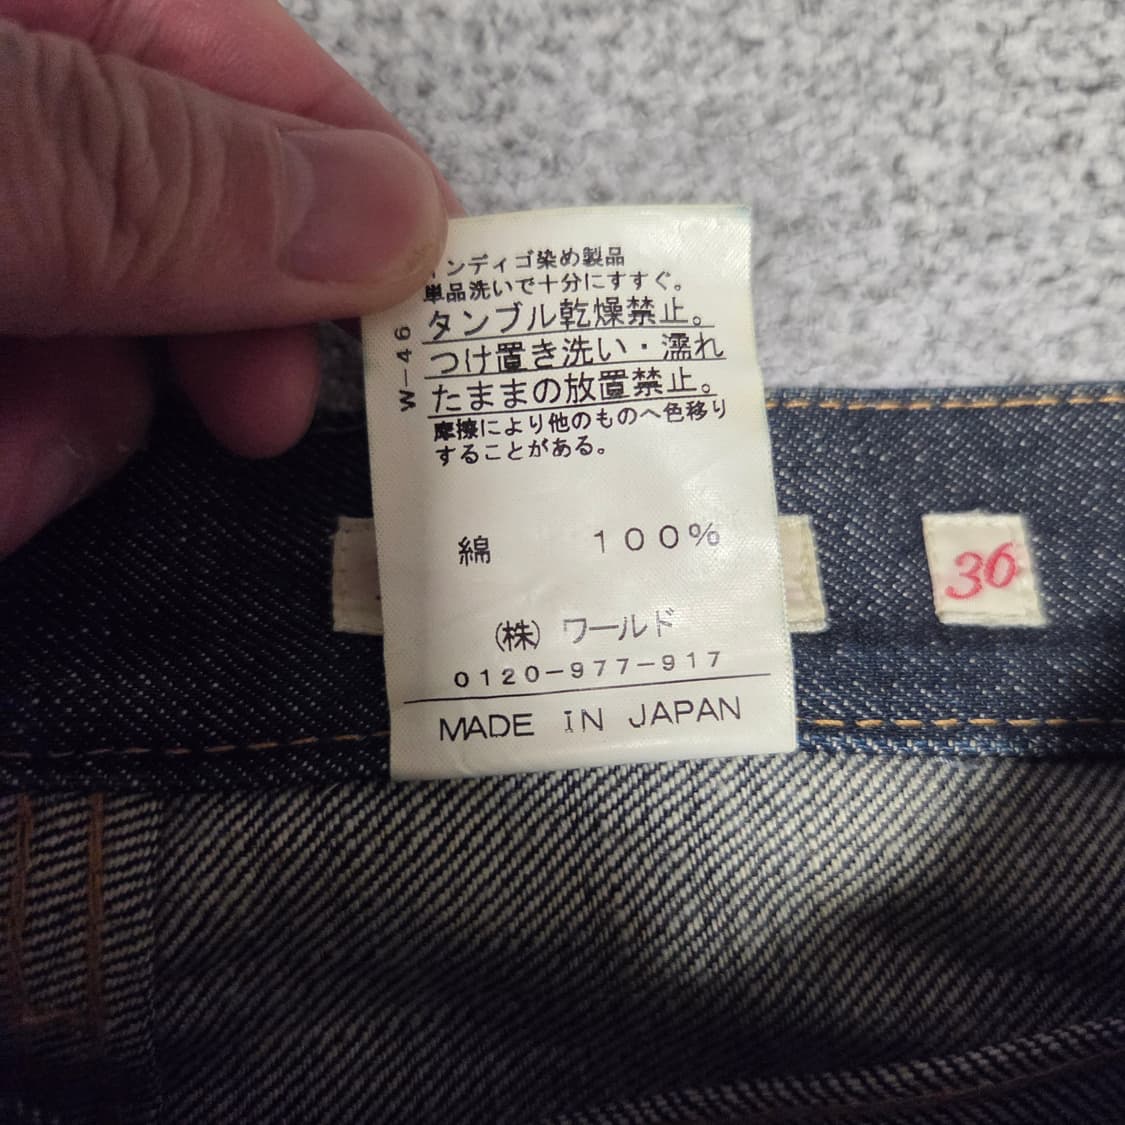 インディゴ染め製品
単品洗いで十分にすすぐ。
タンブル乾燥禁止。
つけ置き洗い・濡れ
たままの放置禁止。
摩擦により他のものへ色移り
することがある。
W-46
綿 100%
(株) ワールド
0120-977-917
MADE IN JAPAN
36